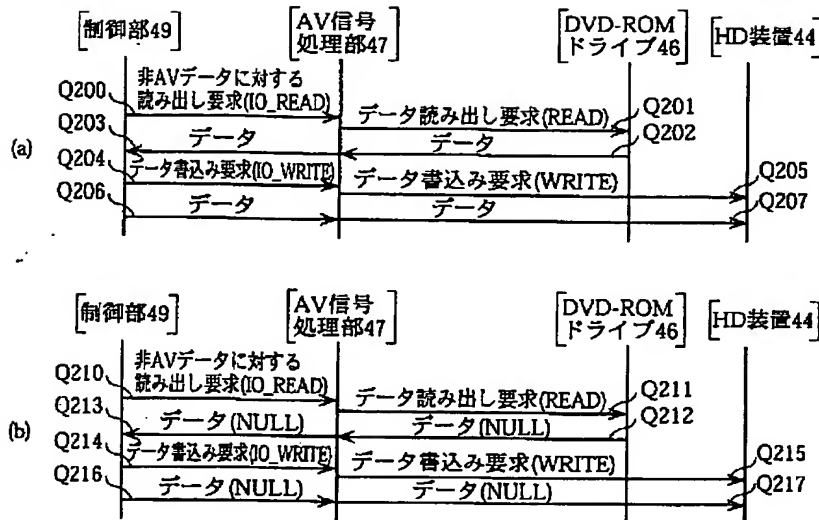 [制御部49]
[AV信号
処理部47]
[DVD-ROM
ドライブ46]
[HD装置44]
(a)
Q200
非AVデータに対する
読み出し要求(IO_READ)
データ読み出し要求(READ)
Q201
Q203
データ
データ
Q202
Q204
データ書込み要求(IO_WRITE)
データ書込み要求(WRITE)
Q205
Q206
データ
データ
Q207
[制御部49]
[AV信号
処理部47]
[DVD-ROM
ドライブ46]
[HD装置44]
(b)
Q210
非AVデータに対する
読み出し要求(IO_READ)
データ読み出し要求(READ)
Q211
Q213
データ(NULL)
データ(NULL)
Q212
Q214
データ書込み要求(IO_WRITE)
データ書込み要求(WRITE)
Q215
Q216
データ(NULL)
データ(NULL)
Q217